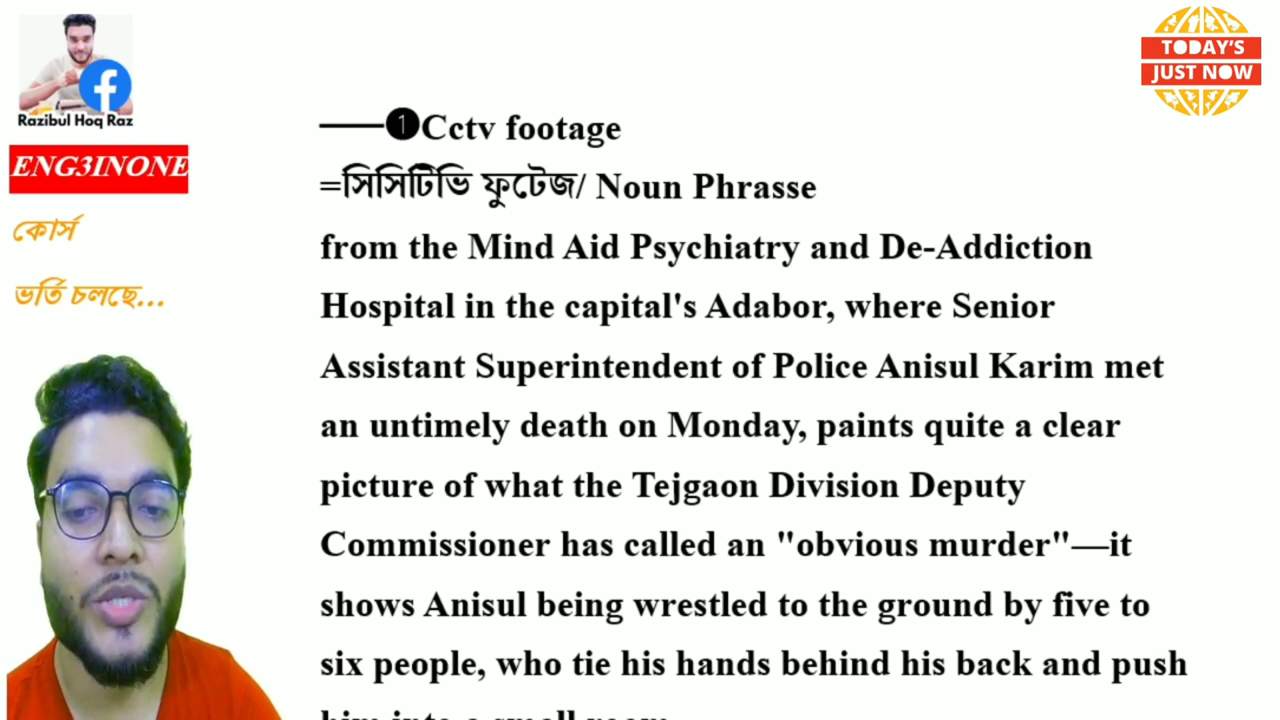 Razibul Hoq Raz
ENG3INONE
কোর্স
ভর্তি চলছে...
TODAY'S
JUST NOW
——❶Cctv footage
=সিসিটিভি ফুটেজ/ Noun Phrasse
from the Mind Aid Psychiatry and De-Addiction
Hospital in the capital's Adabor, where Senior
Assistant Superintendent of Police Anisul Karim met
an untimely death on Monday, paints quite a clear
picture of what the Tejgaon Division Deputy
Commissioner has called an "obvious murder"—it
shows Anisul being wrestled to the ground by five to
six people, who tie his hands behind his back and push
him into a small room